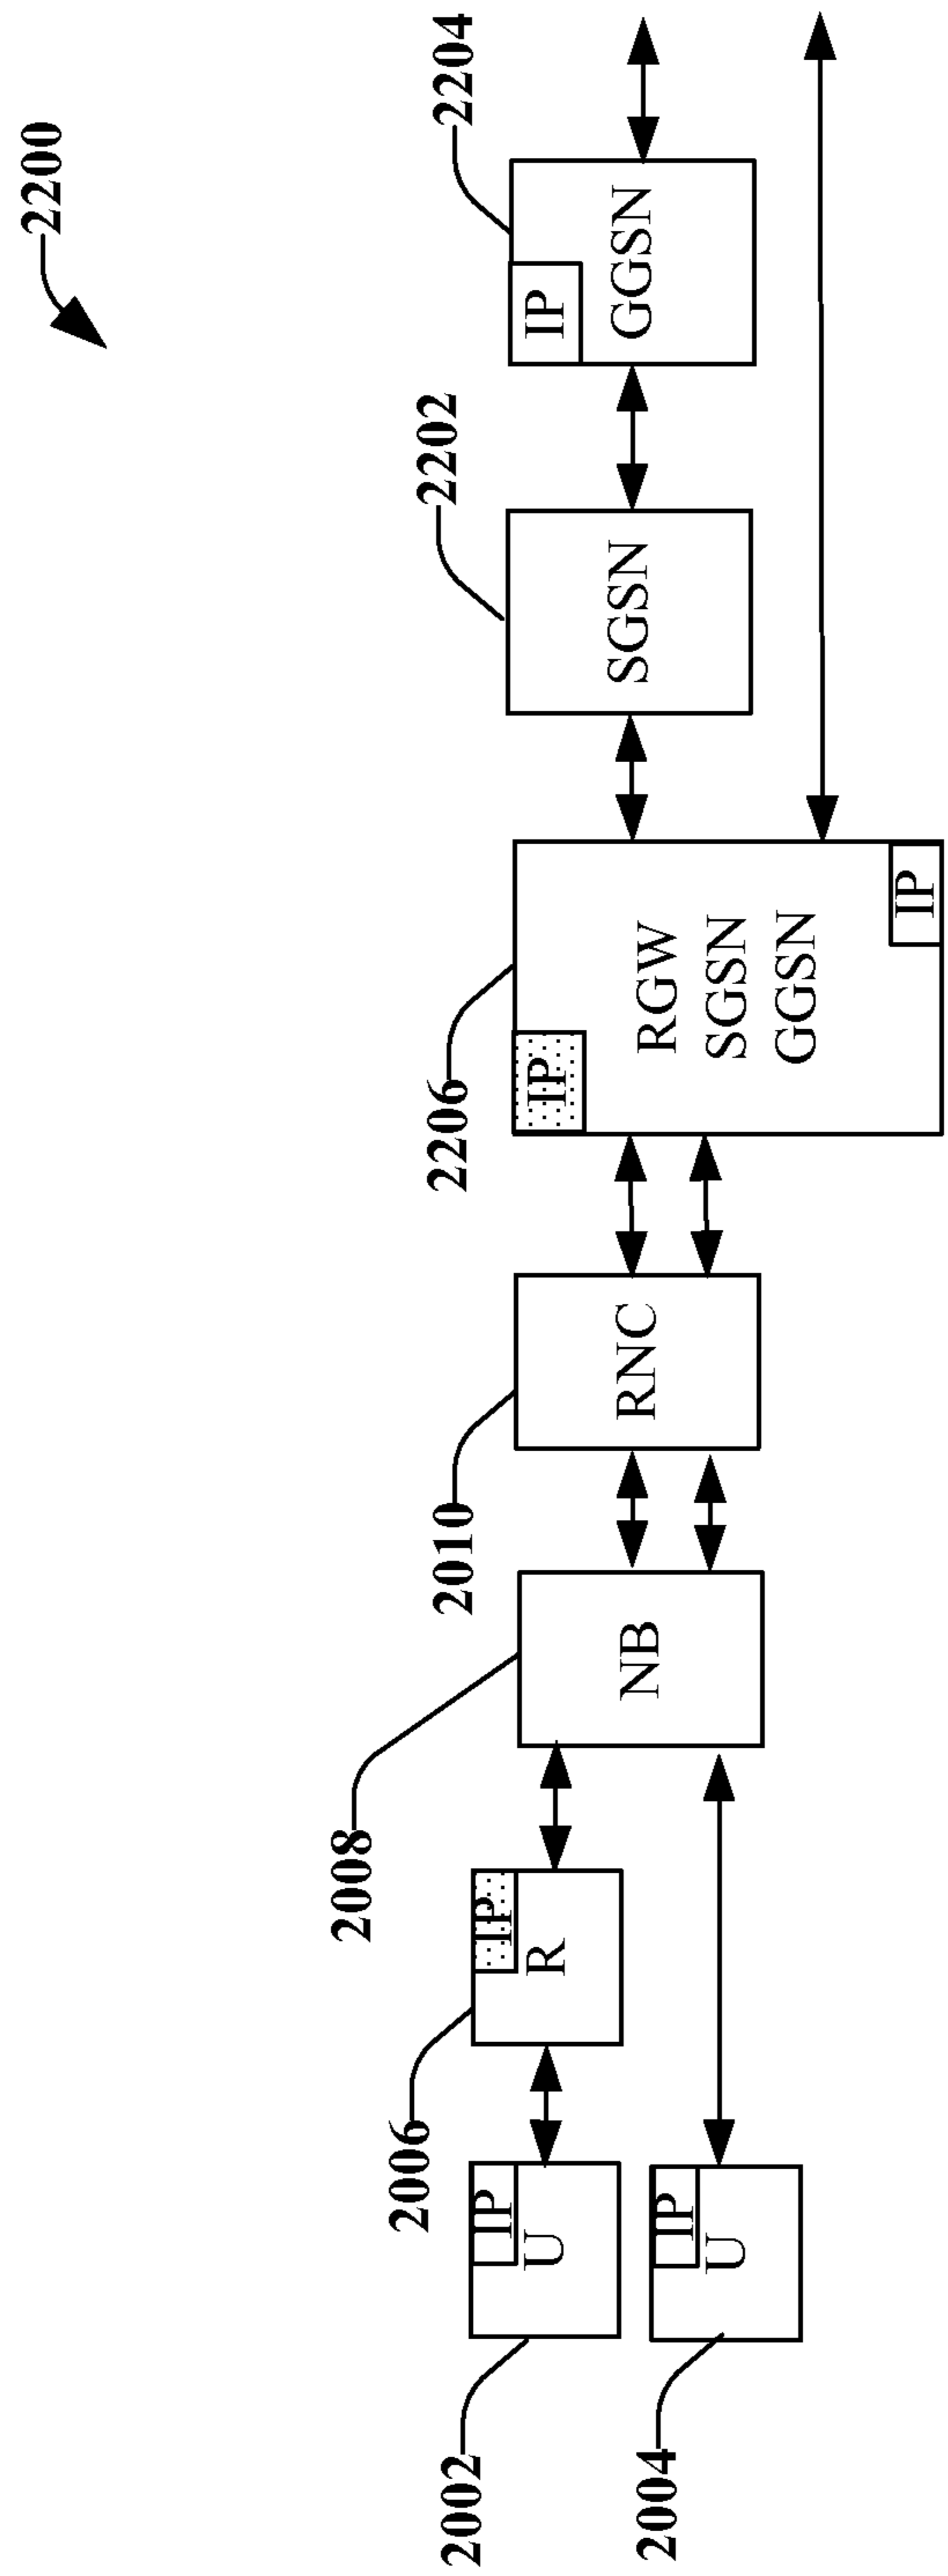 2200
2002
IP
U
2004
IP
U
2006
IP
R
2008
NB
2010
RNC
2206
IP
RGW
SGSN
GGSN
IP
2202
SGSN
2204
IP
GGSN